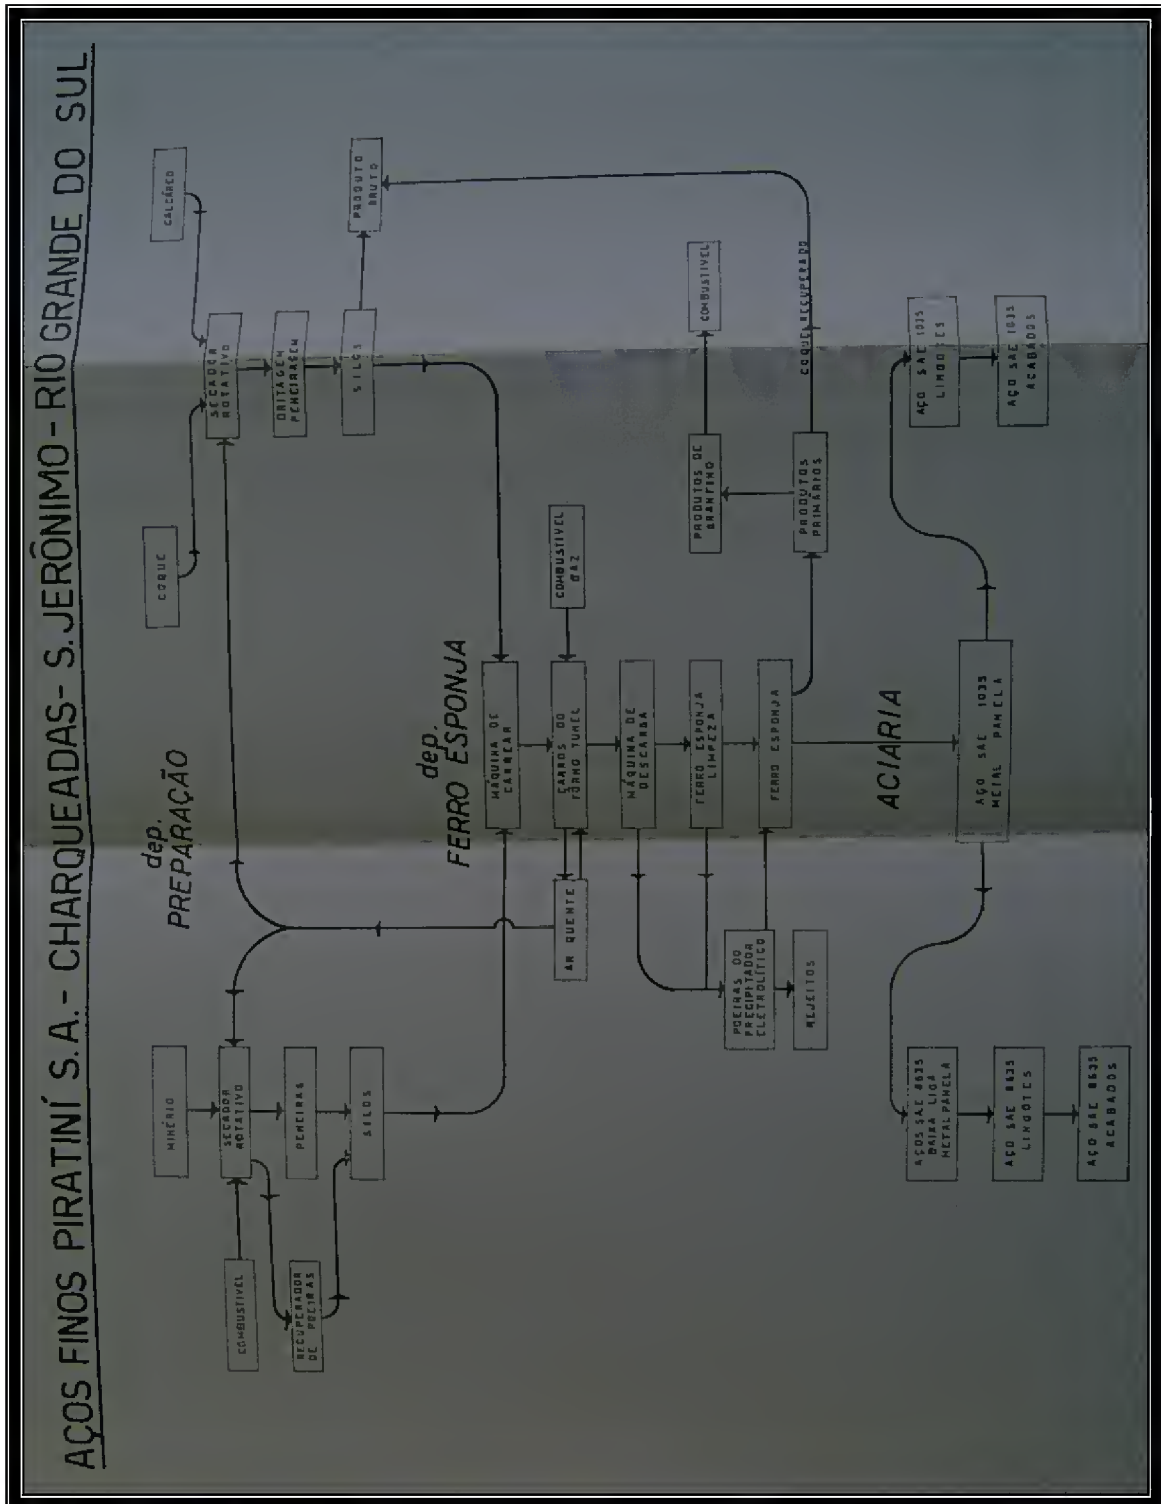 AÇOS FINOS PIRATINÍ S.A. - CHARQUEADAS - S. JERÔNIMO - RIO GRANDE DO SUL
dep.
PREPARAÇÃO
MINÉRIO
COMBUSTIVEL
SECADOR
ROTATIVO
PENEIRAS
RECUPERADOR
DE POEIRAS
SILOS
COQUE
CALCÁREO
SECADOR
ROTATIVO
BRITAGEM
PENEIRAGEM
SILOS
PRODUTO
BRUTO
dep.
FERRO ESPONJA
MÁQUINA DE
CARREAR
CARROS DO
FÔRNO TUNEL
COMBUSTIVEL
GAZ
AR QUENTE
MÁQUINA DE
DESCARGA
FERRO ESPONJA
LIMPEZA
FERRO ESPONJA
POEIRAS DO
PRECIPITADOR
ELETROLÍTICO
REJEITOS
PRODUTOS DE
COMBUSTIVEL
PRODUTOS
PRIMÁRIOS
COQUE RECUPERADO
ACIARIA
AÇO SAE 1035
METAL PANELA
AÇOS SAE 8635
BAIXA LIGA
METAL PANELA
AÇO SAE 8635
LINGÔTES
AÇO SAE 8635
ACABADOS
AÇO SAE 1035
LINGOTES
AÇO SAE 1035
ACABADOS